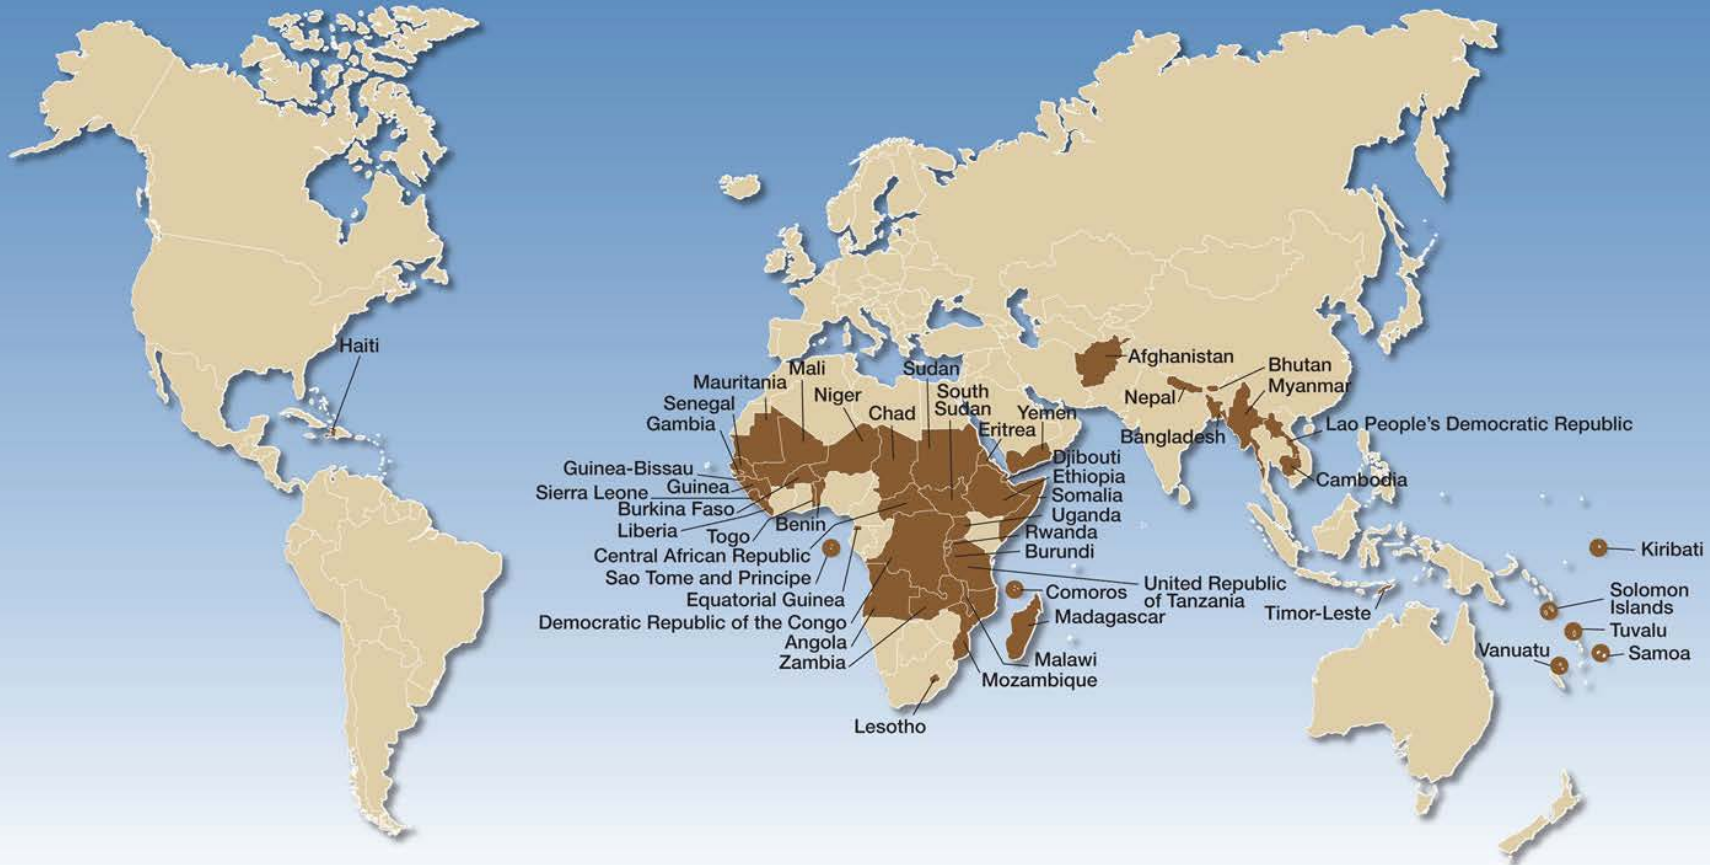 Haiti
Mali
Sudan
Mauritania
Niger
South
Sudan
Senegal
Chad
Yemen
Gambia
Eritrea
Guinea-Bissau
Djibouti
Guinea
Ethiopia
Sierra Leone
Somalia
Burkina Faso
Uganda
Liberia
Benin
Togo
Rwanda
Central African Republic
Burundi
Sao Tome and Principe
United Republic
of Tanzania
Equatorial Guinea
Comoros
Democratic Republic of the Congo
Madagascar
Angola
Zambia
Malawi
Mozambique
Lesotho
Afghanistan
Bhutan
Nepal
Myanmar
Bangladesh
Lao People's Democratic Republic
Cambodia
Kiribati
Timor-Leste
Solomon
Islands
Tuvalu
Vanuatu
Samoa